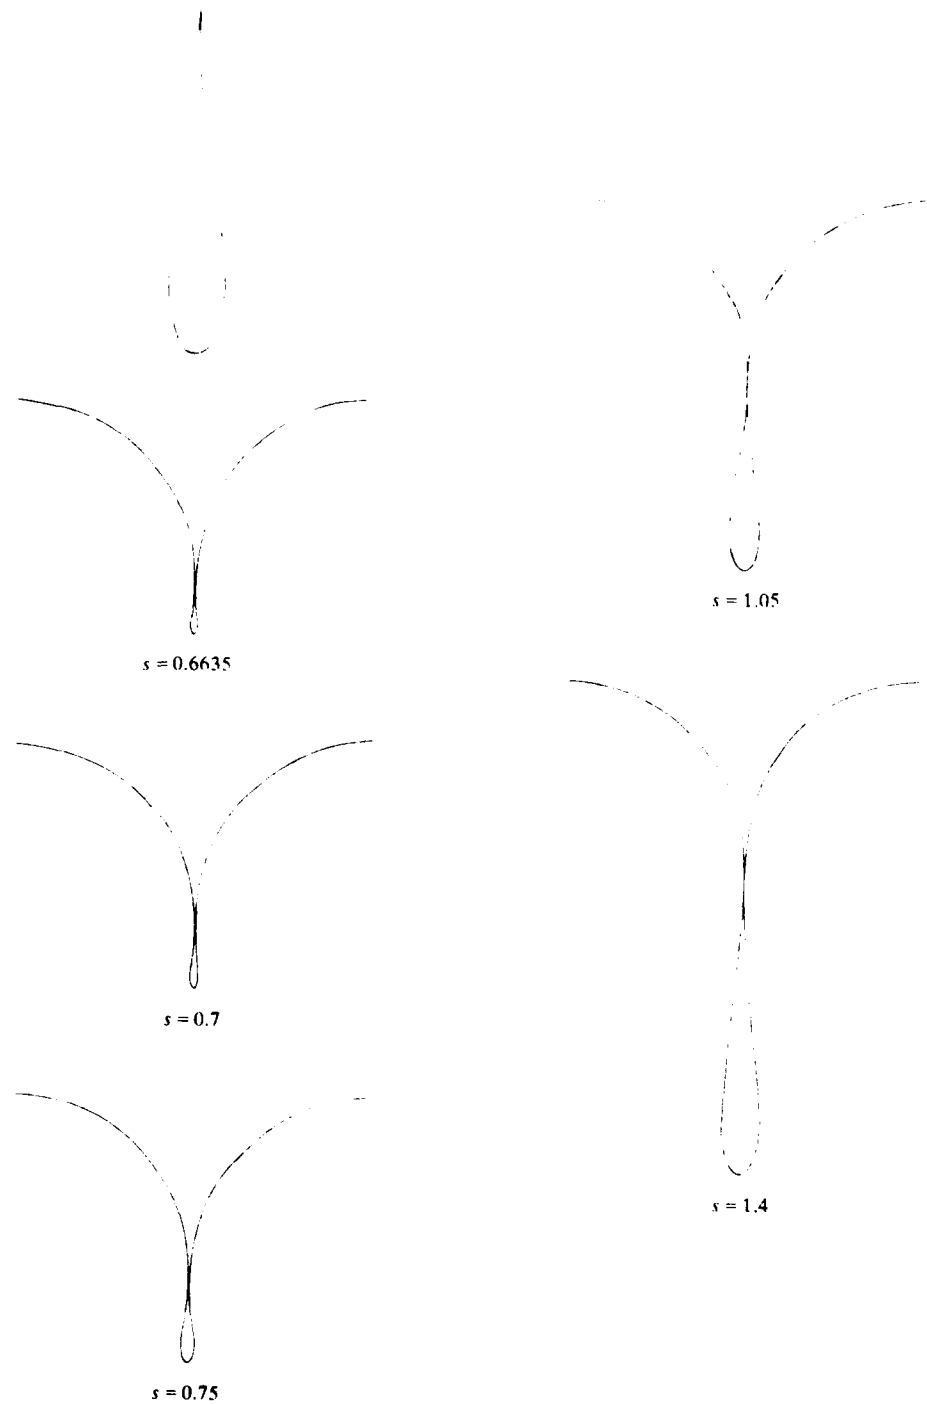 s = 0.6635
s = 0.7
s = 0.75
s = 1.05
s = 1.4